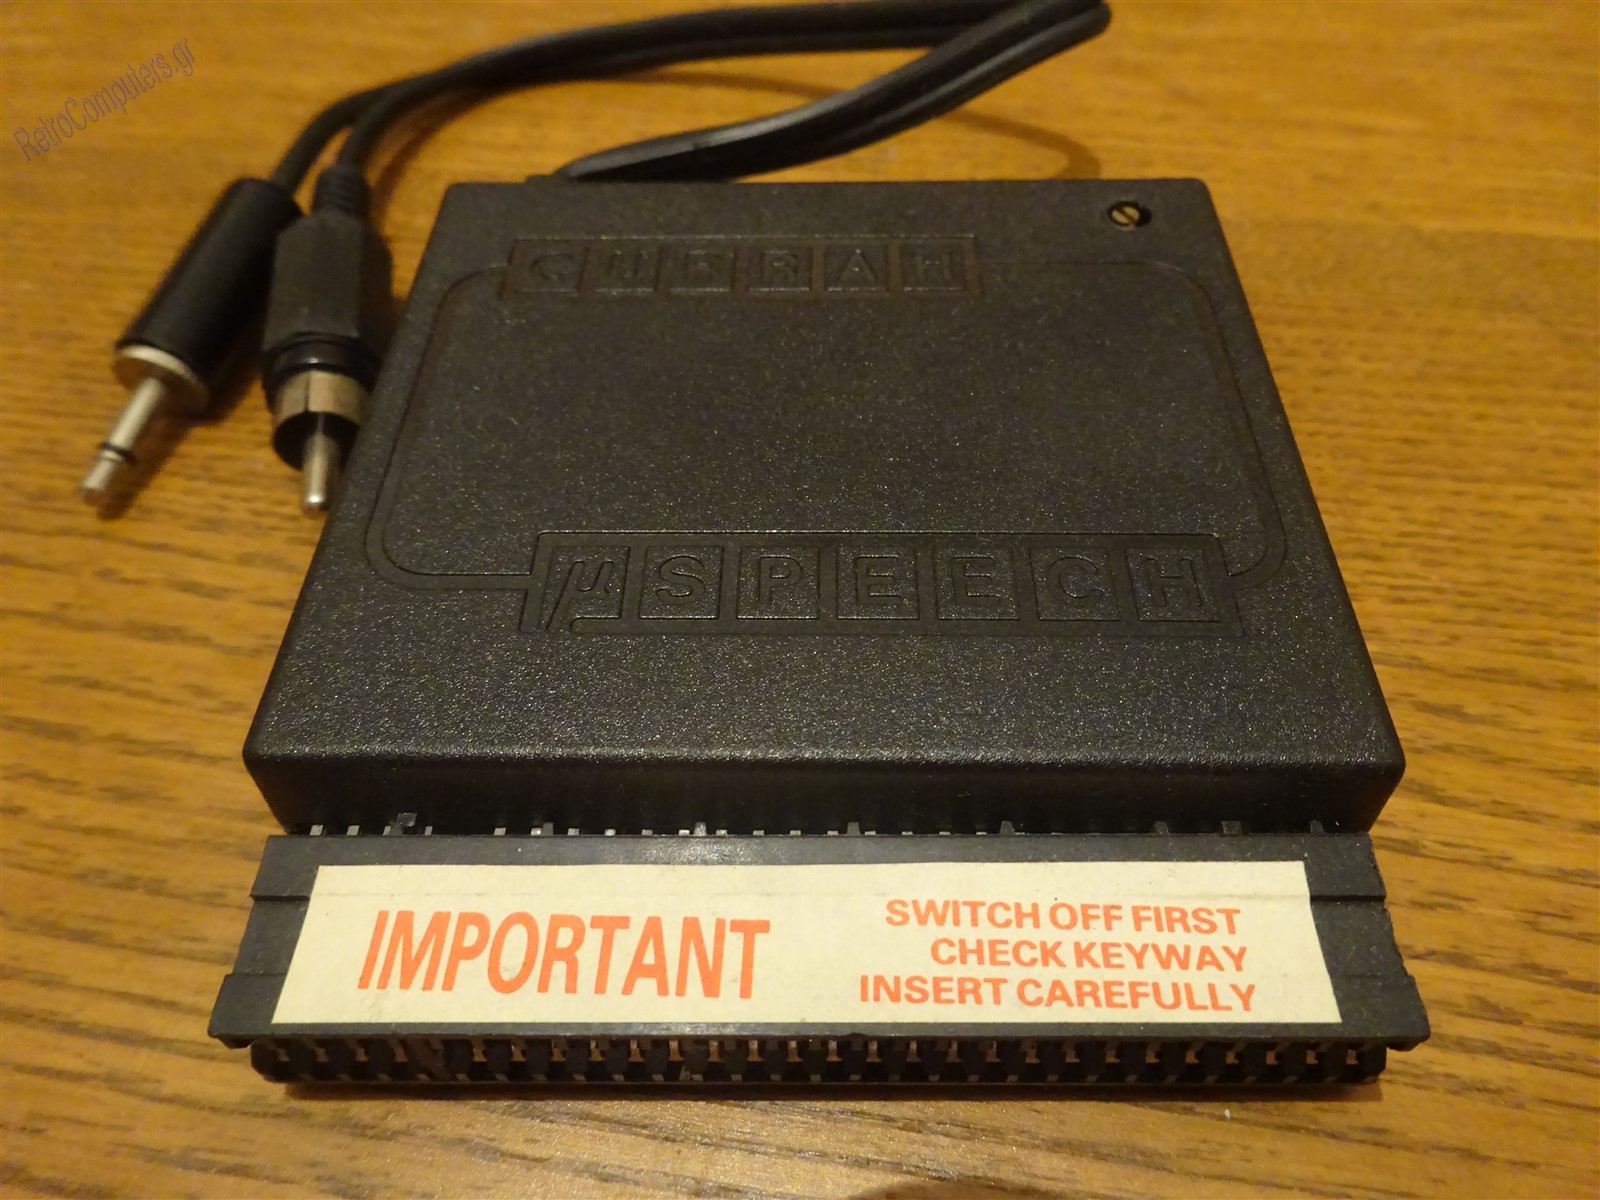 RetroComputers.gr
CURRAH
µSPEECH
IMPORTANT
SWITCH OFF FIRST
CHECK KEYWAY
INSERT CAREFULLY